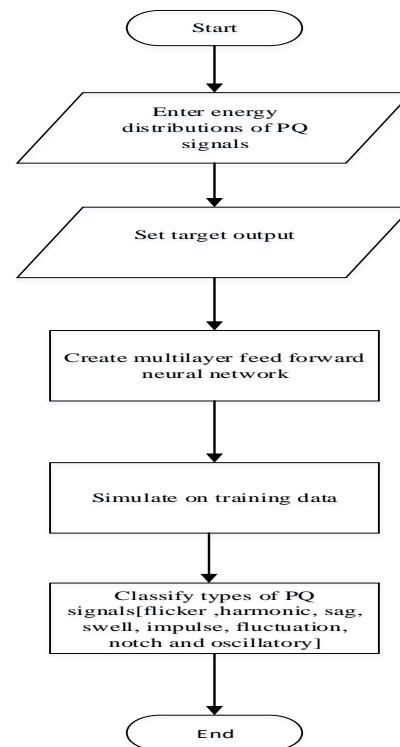 Start
Enter energy
distributions of PQ
signals
Set target output
Create multilayer feed forward
neural network
Simulate on training data
Classify types of PQ
signals[flicker ,harmonic, sag,
swell, impulse, fluctuation,
notch and oscillatory]
End